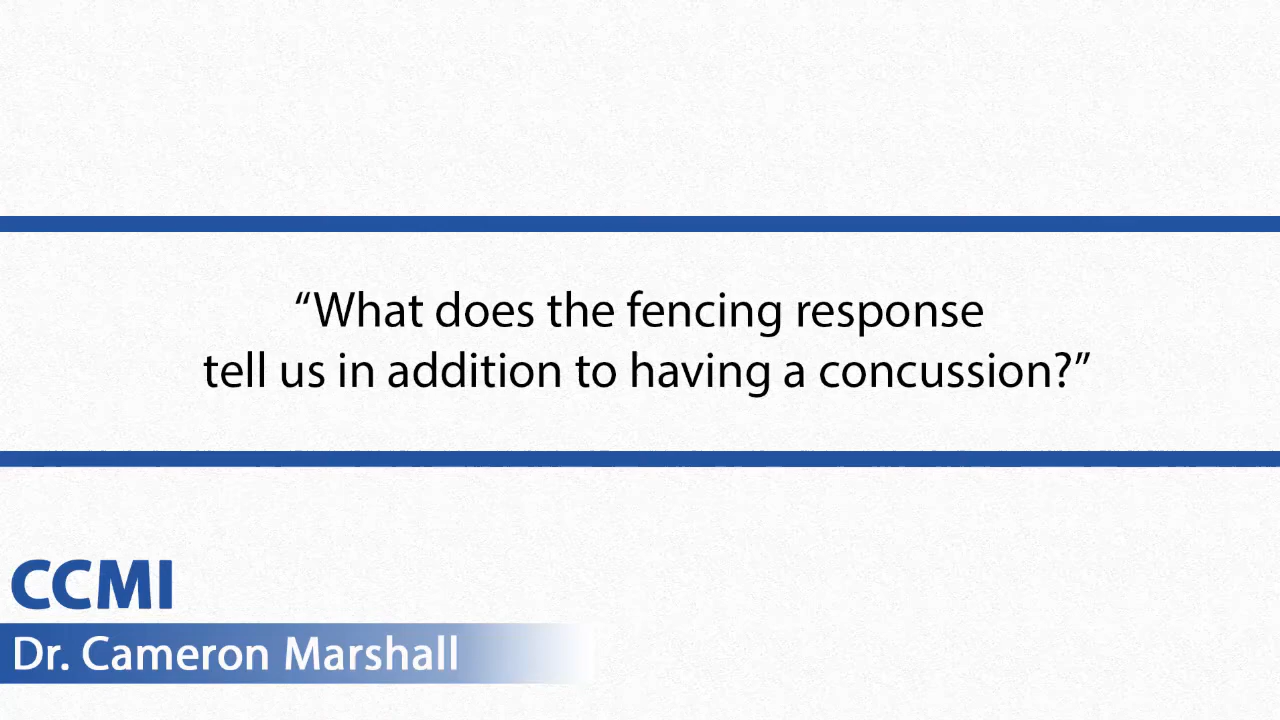 “What does the fencing response
tell us in addition to having a concussion?”
CCMI
Dr. Cameron Marshall